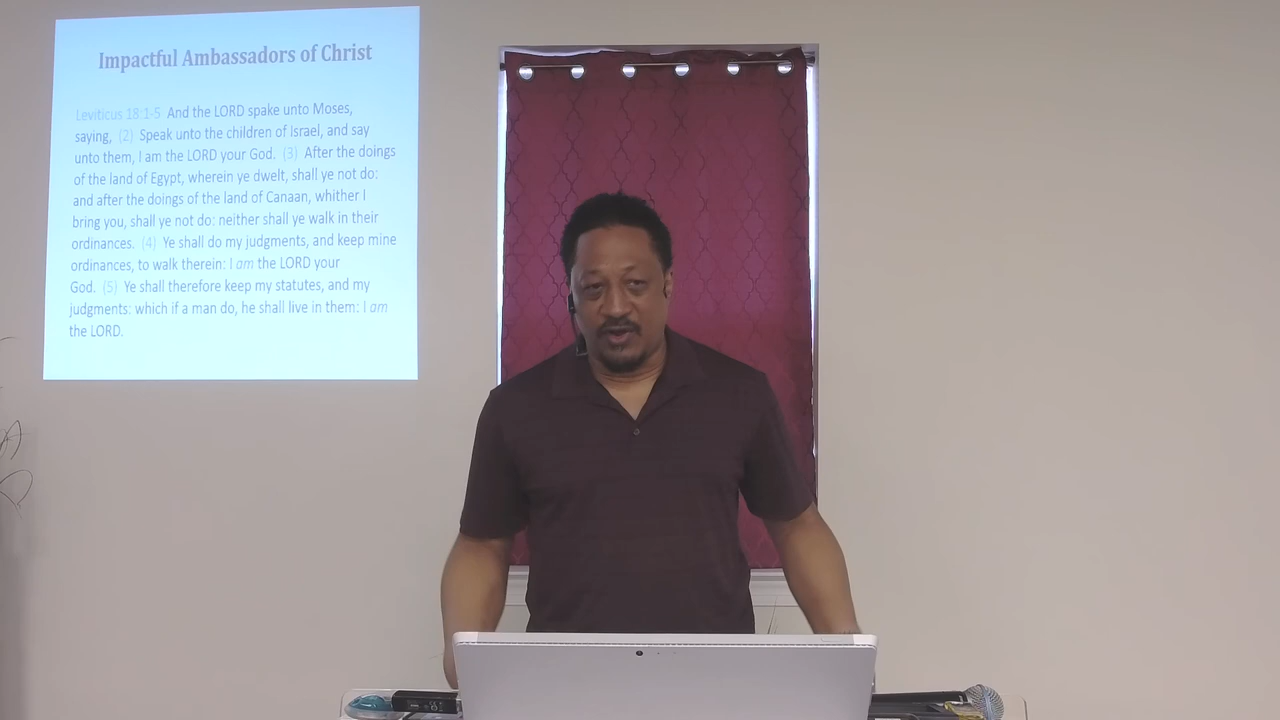 Impactful Ambassadors of Christ
Leviticus 18:1-5 And the LORD spake unto Moses,
saying, (2) Speak unto the children of Israel, and say
unto them, I am the LORD your God. (3) After the doings
of the land of Egypt, wherein ye dwelt, shall ye not do:
and after the doings of the land of Canaan, whither I
bring you, shall ye not do: neither shall ye walk in their
ordinances. (4) Ye shall do my judgments, and keep mine
ordinances, to walk therein: I am the LORD your
God. (5) Ye shall therefore keep my statutes, and my
judgments: which if a man do, he shall live in them: I am
the LORD.